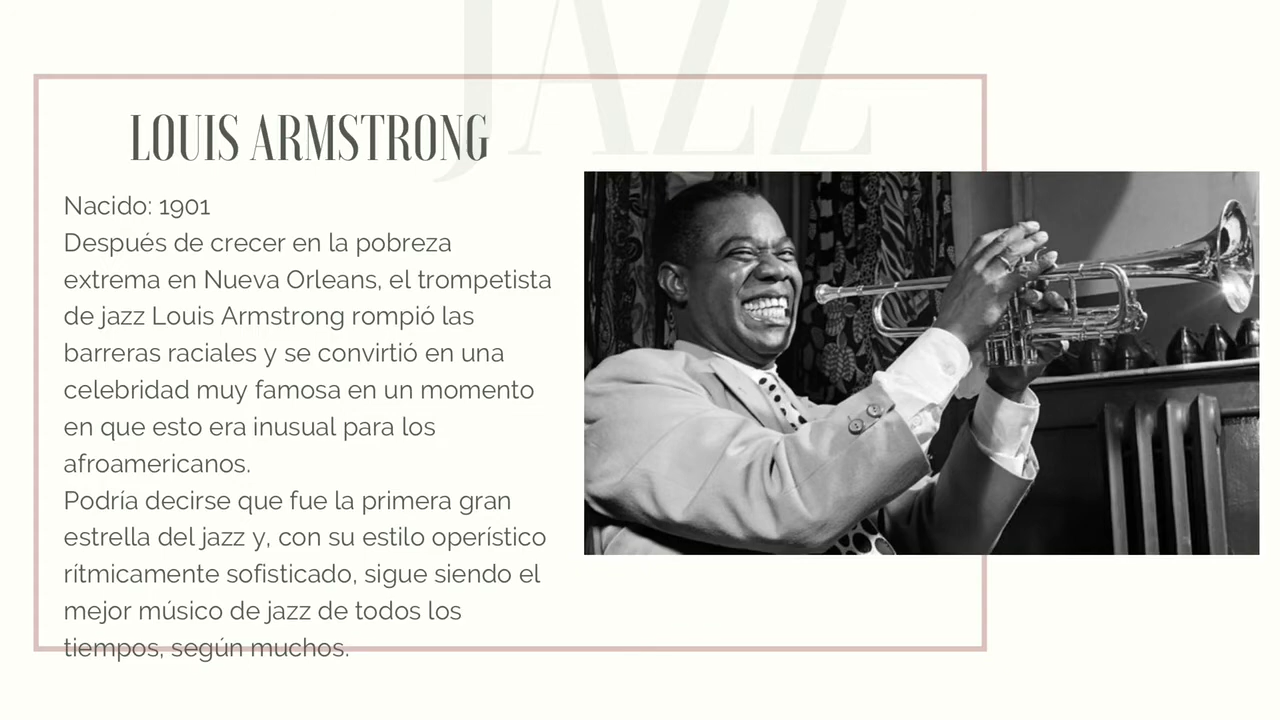 JAZZ
LOUIS ARMSTRONG
Nacido: 1901
Después de crecer en la pobreza
extrema en Nueva Orleans, el trompetista
de jazz Louis Armstrong rompió las
barreras raciales y se convirtió en una
celebridad muy famosa en un momento
en que esto era inusual para los
afroamericanos.
Podría decirse que fue la primera gran
estrella del jazz y, con su estilo operístico
rítmicamente sofisticado, sigue siendo el
mejor músico de jazz de todos los
tiempos, según muchos.